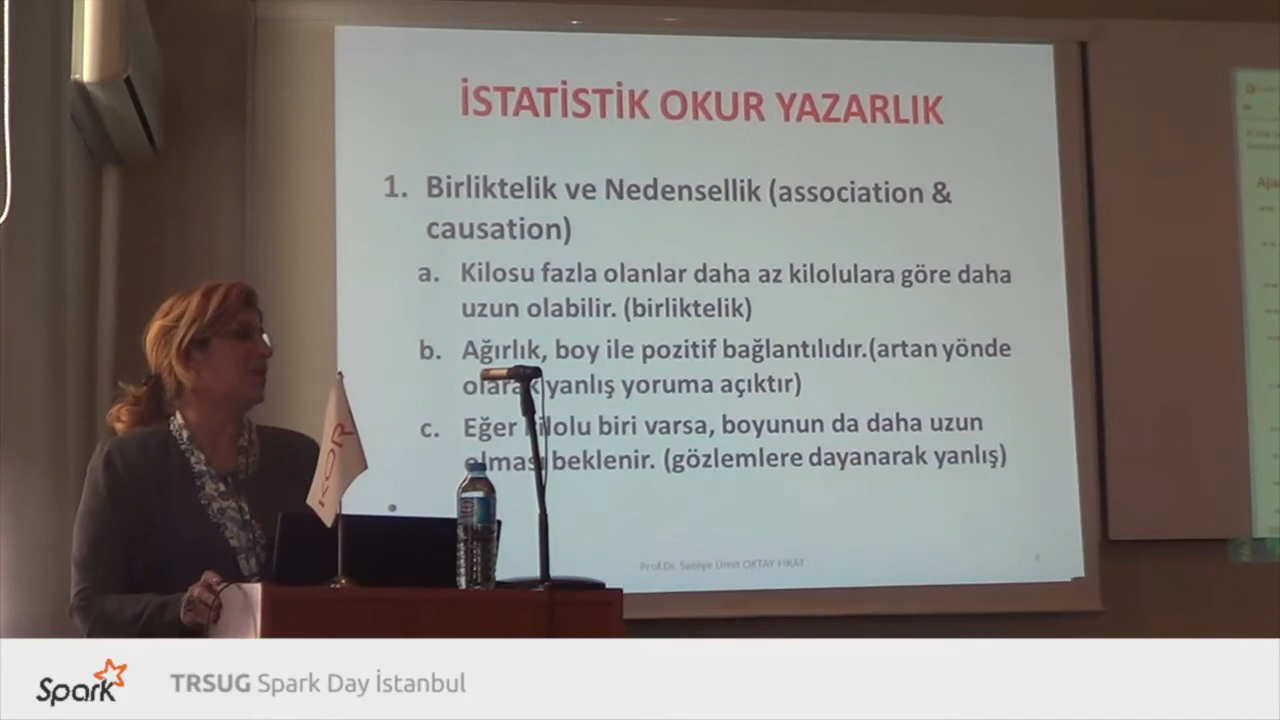 İSTATİSTİK OKUR YAZARLIK
1. Birliktelik ve Nedensellik (association &
causation)
a. Kilosu fazla olanlar daha az kilolulara göre daha
uzun olabilir. (birliktelik)
b. Ağırlık, boy ile pozitif bağlantılıdır.(artan yönde
olarak yanlış yoruma açıktır)
c. Eğer kilolu biri varsa, boyunun da daha uzun
olması beklenir. (gözlemlere dayanarak yanlış)
Prof.Dr. Seniye Ümit OKTAY FIRAT
KOR
Spark
TRSUG Spark Day İstanbul